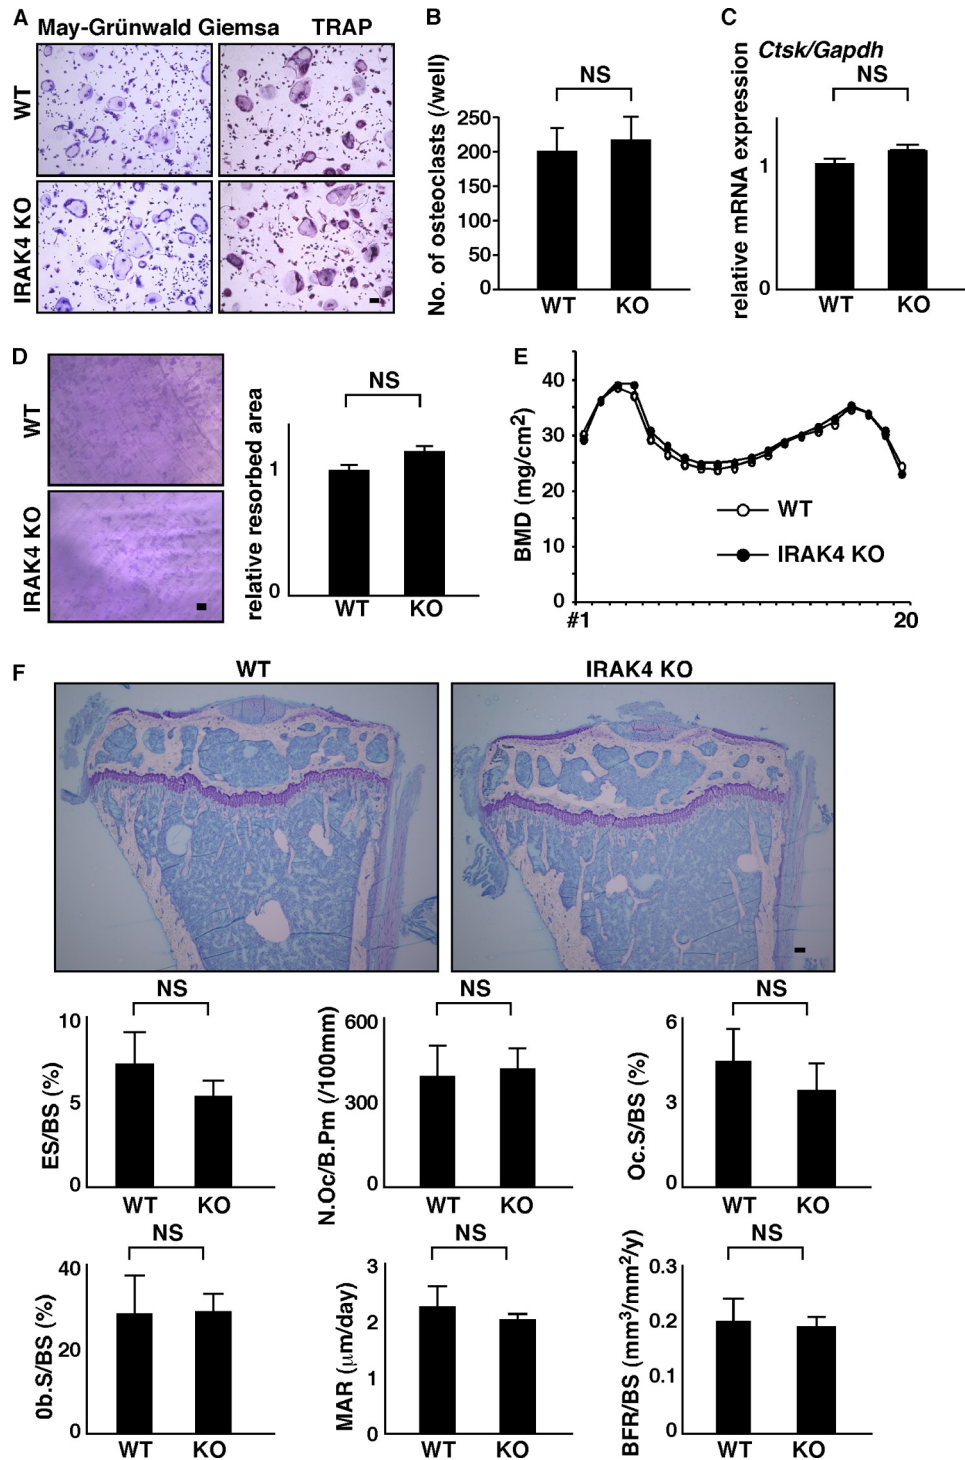 A
May-Grünwald Giemsa
TRAP
WT
IRAK4 KO
B
NS
No. of osteoclasts (/well)
250
200
150
100
50
0
WT
KO
C
Ctsk/Gapdh
NS
relative mRNA expression
1
0
WT
KO
D
WT
IRAK4 KO
NS
relative resorbed area
1
0
WT
KO
E
BMD (mg/cm²)
40
30
20
10
0
WT
IRAK4 KO
#1
20
F
WT
IRAK4 KO
NS
ES/BS (%)
10
5
0
WT
KO
NS
N.Oc/B.Pm (/100mm)
600
300
0
WT
KO
NS
Oc.S/BS (%)
6
3
0
WT
KO
NS
0b.S/BS (%)
40
20
0
WT
KO
NS
MAR (μm/day)
3
2
1
0
WT
KO
NS
BFR/BS (mm³/mm²/y)
0.3
0.2
0.1
0
WT
KO